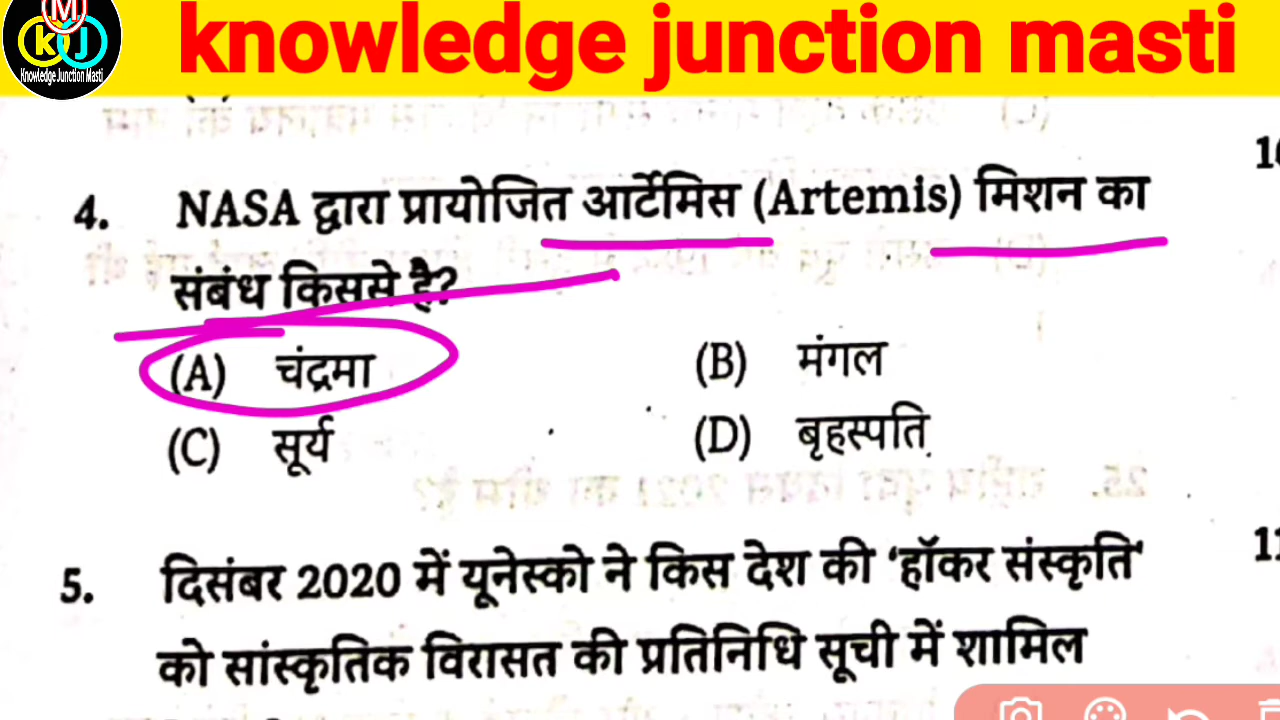 M
KJ
Knowledge Junction Masti
knowledge junction masti
4. NASA द्वारा प्रायोजित आर्टेमिस (Artemis) मिशन का
संबंध किससे है?
(A) चंद्रमा (B) मंगल
(C) सूर्य (D) बृहस्पति
5. दिसंबर 2020 में यूनेस्को ने किस देश की ‘हॉकर संस्कृति’
को सांस्कृतिक विरासत की प्रतिनिधि सूची में शामिल